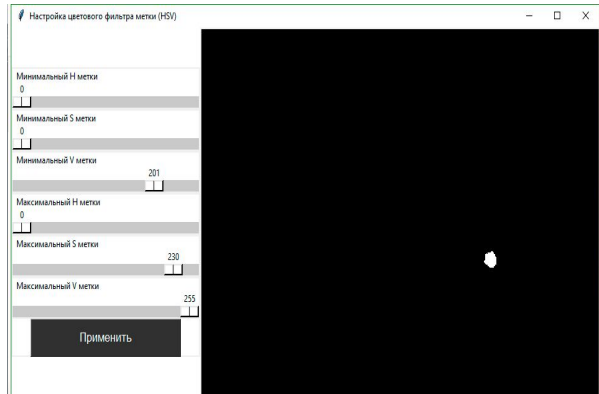 Настройка цветового фильтра метки (HSV)
Минимальный H метки
0
Минимальный S метки
0
Минимальный V метки
201
Максимальный H метки
0
Максимальный S метки
230
Максимальный V метки
255
Применить